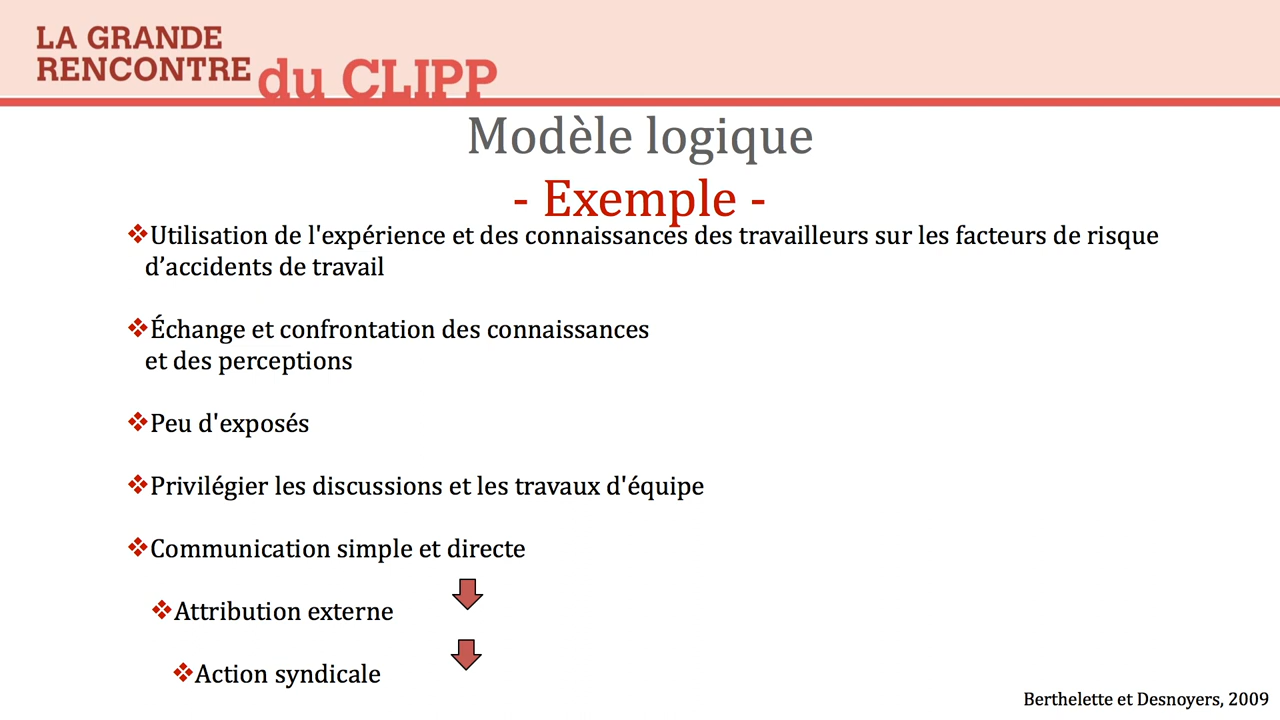 LA GRANDE
RENCONTRE du CLIPP
Modèle logique
- Exemple -
❖Utilisation de l'expérience et des connaissances des travailleurs sur les facteurs de risque
d’accidents de travail
❖Échange et confrontation des connaissances
et des perceptions
❖Peu d'exposés
❖Privilégier les discussions et les travaux d'équipe
❖Communication simple et directe
❖Attribution externe
❖Action syndicale
Berthelette et Desnoyers, 2009